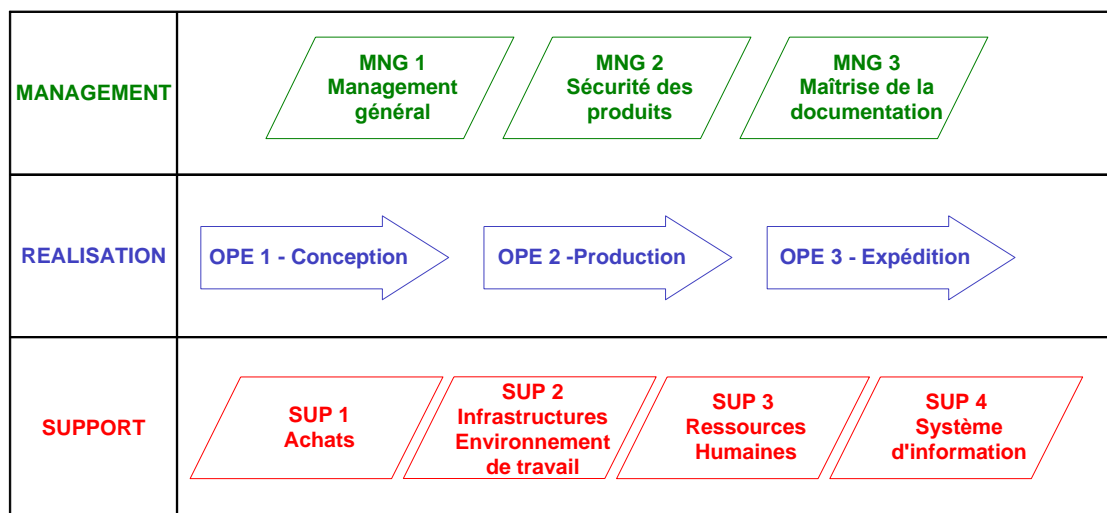 MANAGEMENT
MNG 1
Management
général
MNG 2
Sécurité des
produits
MNG 3
Maîtrise de la
documentation
REALISATION
OPE 1 - Conception
OPE 2 -Production
OPE 3 - Expédition
SUPPORT
SUP 1
Achats
SUP 2
Infrastructures
Environnement
de travail
SUP 3
Ressources
Humaines
SUP 4
Système
d'information